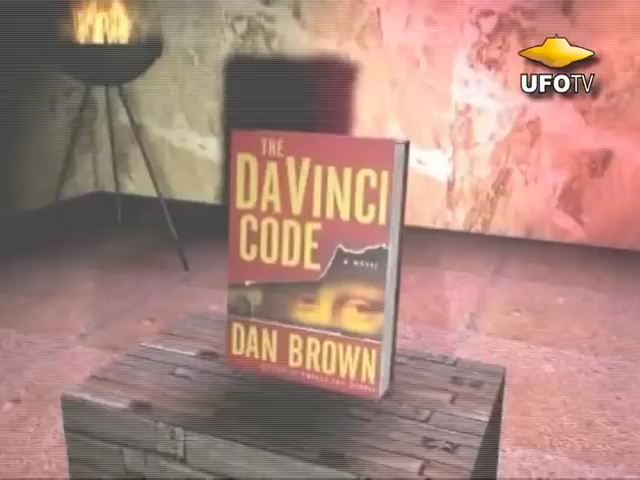 UFOTV
THE
DAVINCI
CODE
A NOVEL
DAN BROWN